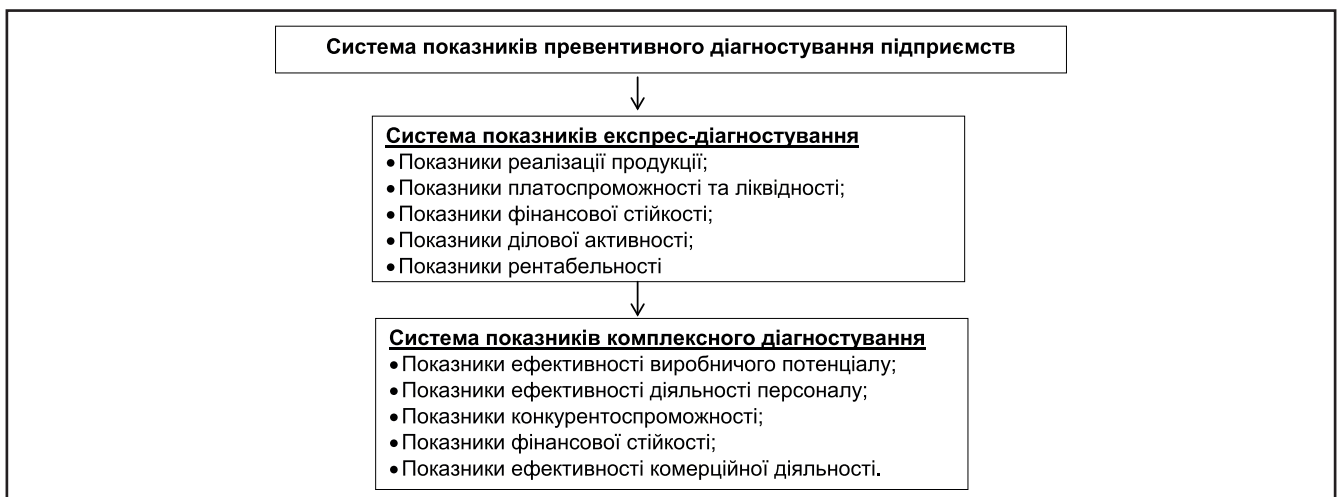 Система показників превентивного діагностування підприємств
Система показників експрес-діагностування
•Показники реалізації продукції;
•Показники платоспроможності та ліквідності;
•Показники фінансової стійкості;
•Показники ділової активності;
•Показники рентабельності
Система показників комплексного діагностування
•Показники ефективності виробничого потенціалу;
•Показники ефективності діяльності персоналу;
•Показники конкурентоспроможності;
•Показники фінансової стійкості;
•Показники ефективності комерційної діяльності.